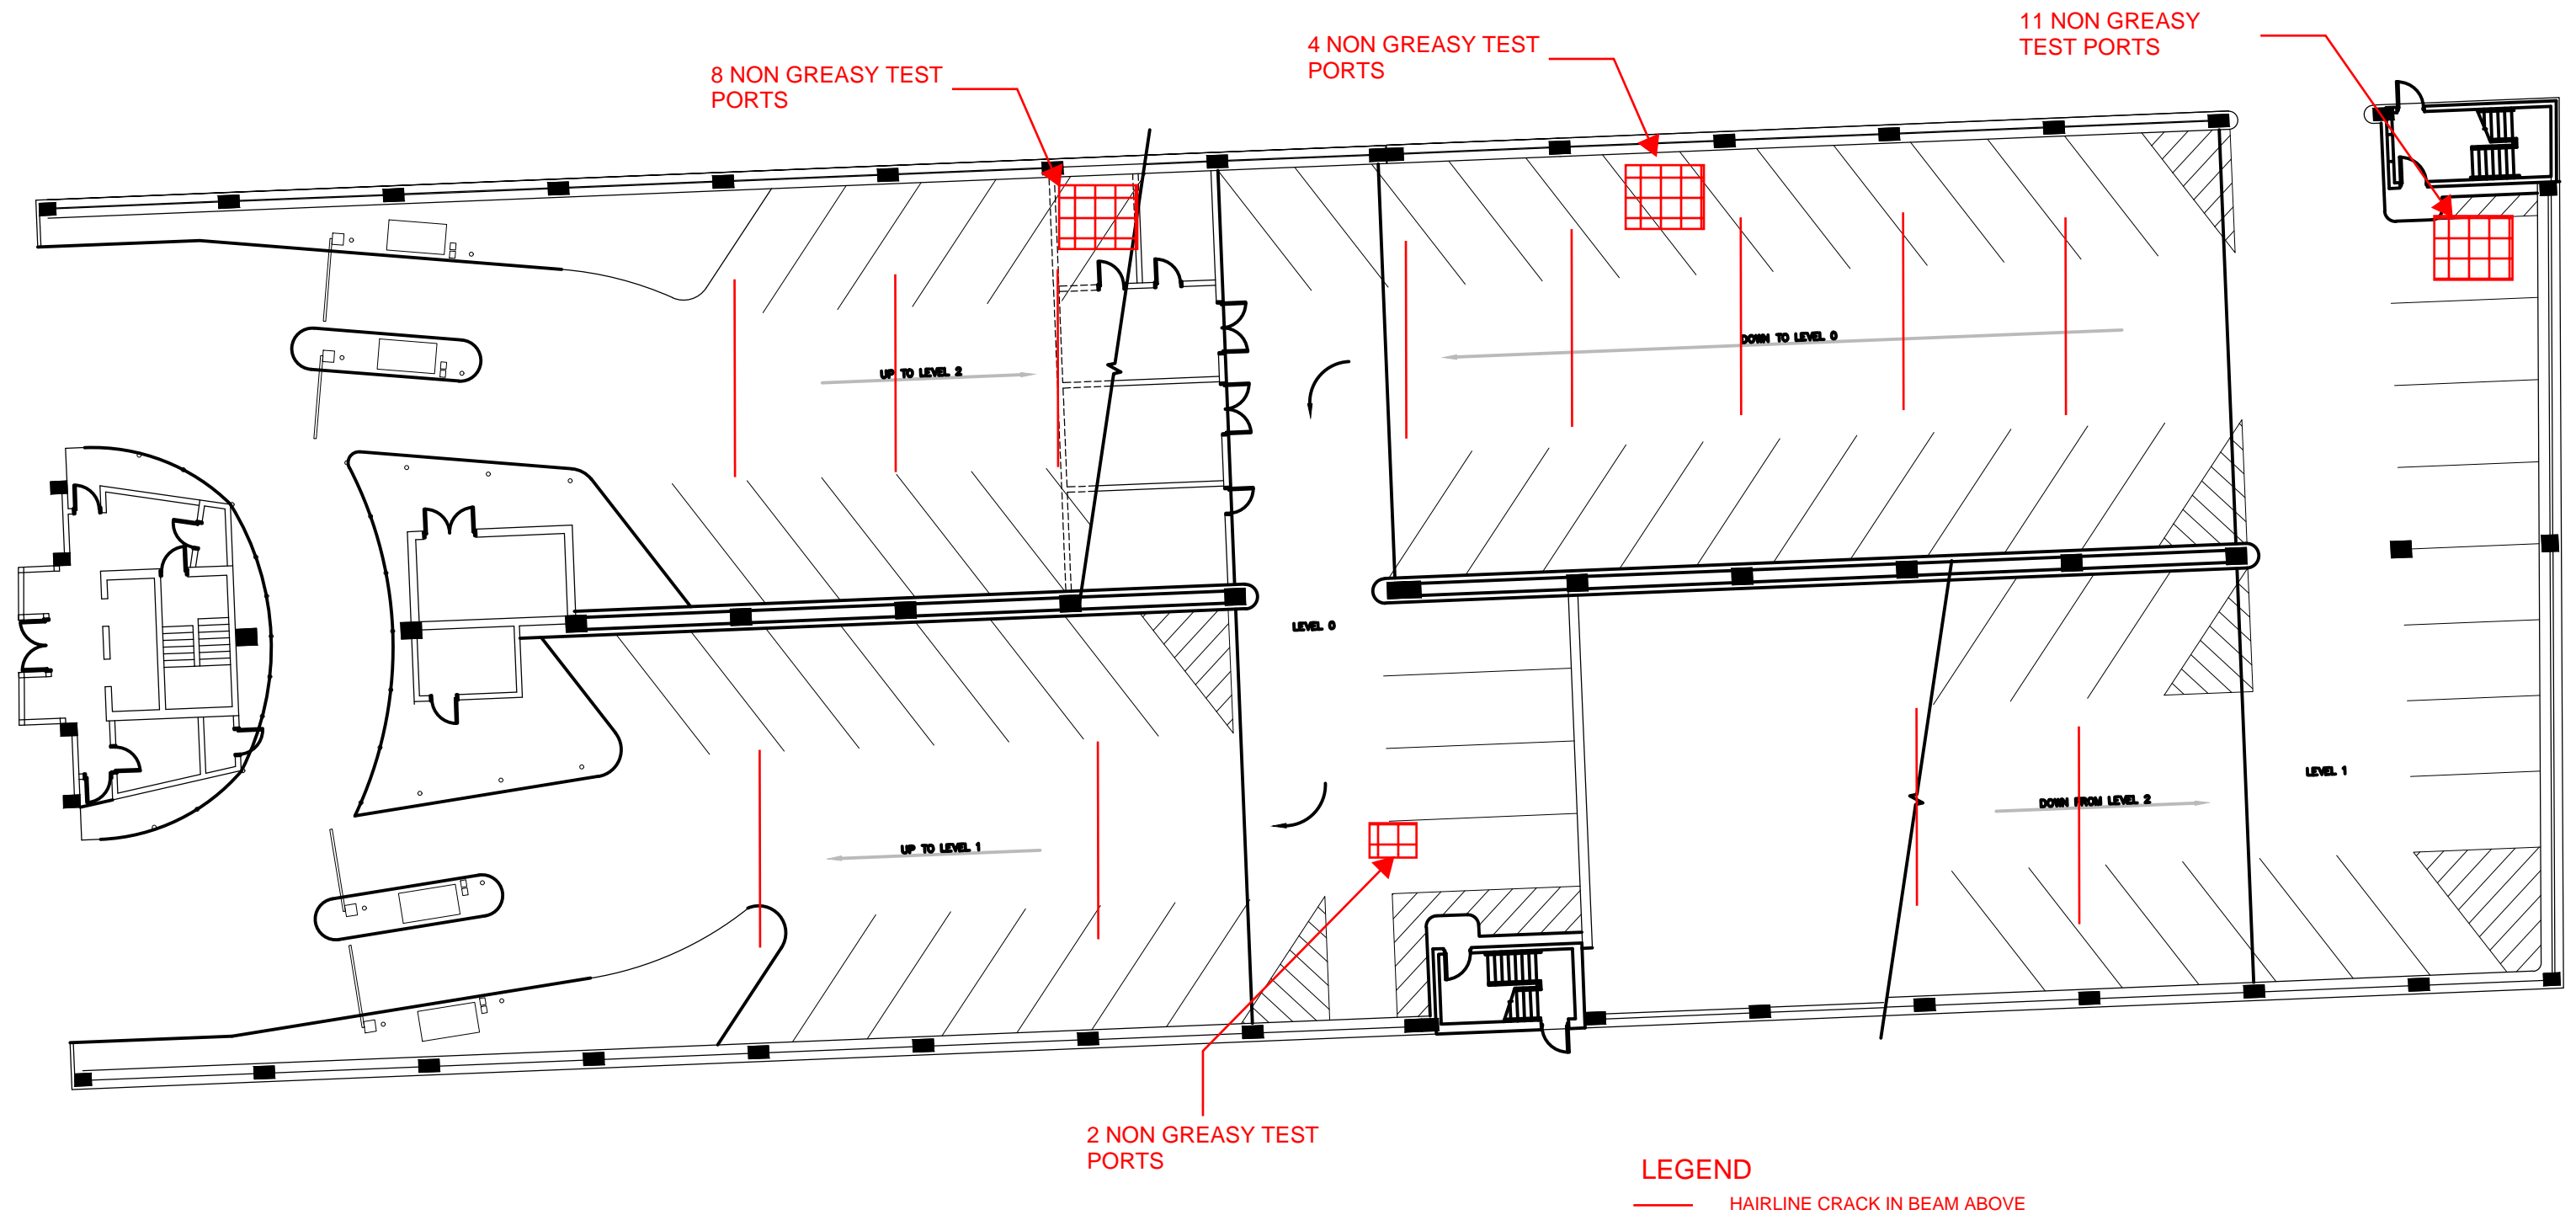 11 NON GREASY
TEST PORTS
4 NON GREASY TEST
PORTS
8 NON GREASY TEST
PORTS
DOWN TO LEVEL 0
UP TO LEVEL 2
LEVEL 0
LEVEL 1
DOWN FROM LEVEL 2
UP TO LEVEL 1
2 NON GREASY TEST
PORTS
LEGEND
HAIRLINE CRACK IN BEAM ABOVE